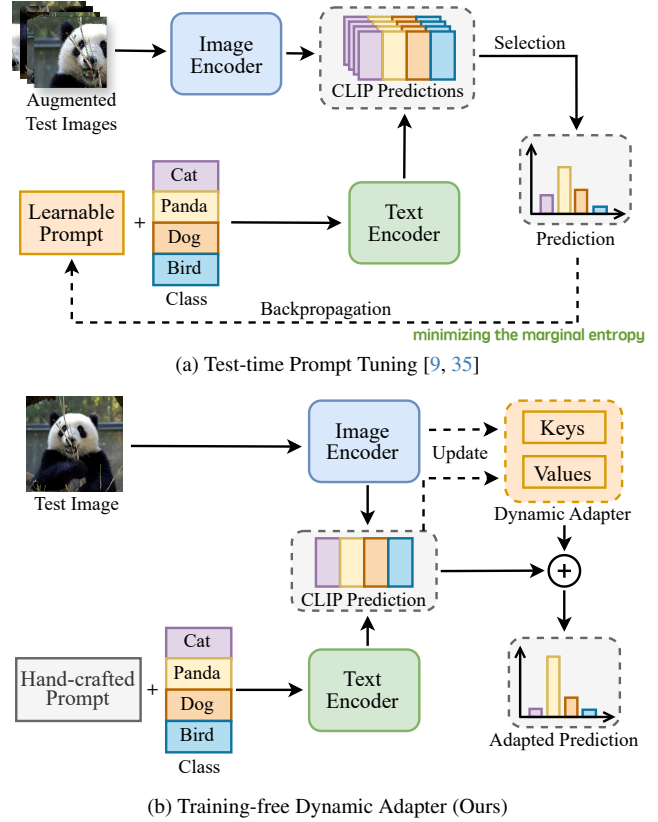 Augmented
Test Images
Image
Encoder
CLIP Predictions
Selection
Prediction
Learnable
Prompt
+
Cat
Panda
Dog
Bird
Class
Text
Encoder
Backpropagation
minimizing the marginal entropy
(a) Test-time Prompt Tuning [9, 35]
Test Image
Image
Encoder
Update
Keys
Values
Dynamic Adapter
CLIP Prediction
+
Hand-crafted
Prompt
+
Cat
Panda
Dog
Bird
Class
Text
Encoder
Adapted Prediction
(b) Training-free Dynamic Adapter (Ours)